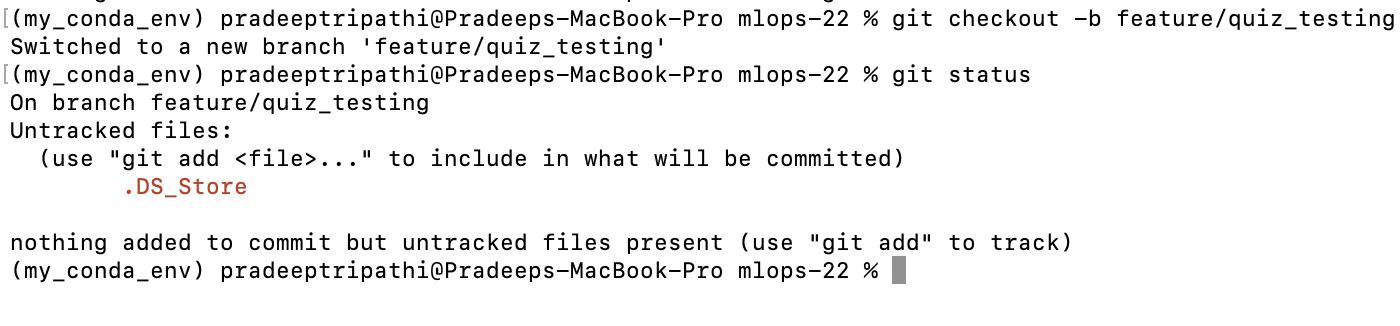 [(my_conda_env) pradeeptripathi@Pradeeps-MacBook-Pro mlops-22 % git checkout -b feature/quiz_testing
Switched to a new branch 'feature/quiz_testing'
[(my_conda_env) pradeeptripathi@Pradeeps-MacBook-Pro mlops-22 % git status
On branch feature/quiz_testing
Untracked files:
  (use "git add <file>..." to include in what will be committed)
        .DS_Store

nothing added to commit but untracked files present (use "git add" to track)
(my_conda_env) pradeeptripathi@Pradeeps-MacBook-Pro mlops-22 %